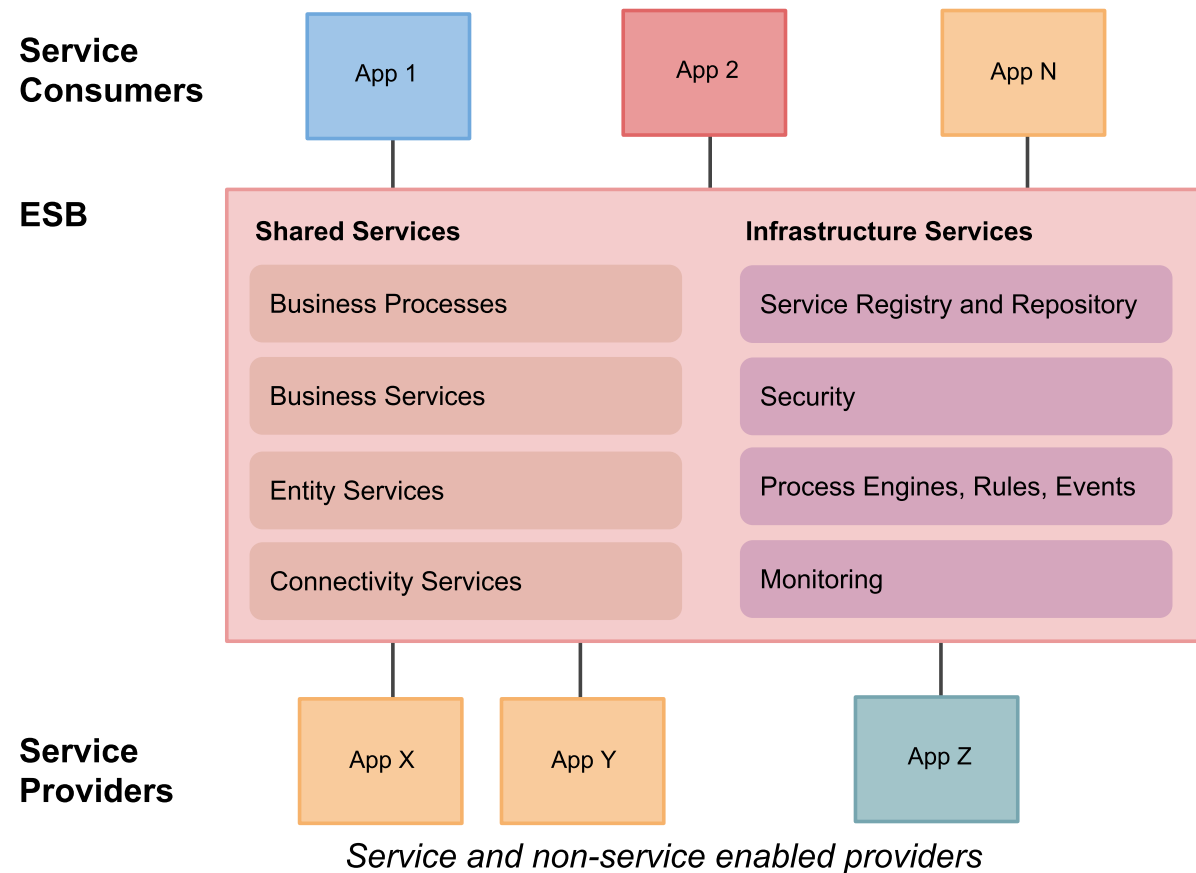 Service
Consumers
App 1
App 2
App N
ESB
Shared Services
Infrastructure Services
Business Processes
Service Registry and Repository
Business Services
Security
Entity Services
Process Engines, Rules, Events
Connectivity Services
Monitoring
Service
Providers
App X
App Y
App Z
Service and non-service enabled providers